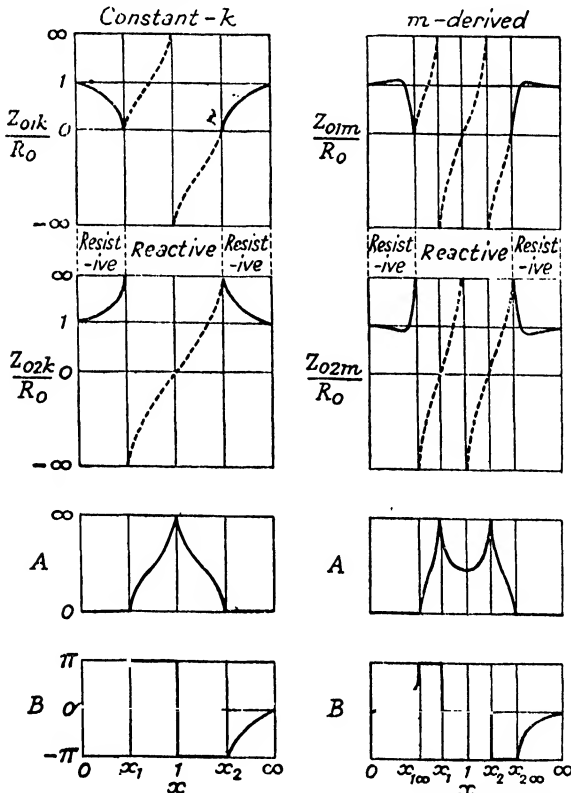 Constant-k
m-derived
∞
1
0
-∞
Z01k
R0
Z01m
R0
Resist
-ive
Reactive
Resist
-ive
Resist
-ive
Reactive
Resist
-ive
∞
1
0
-∞
Z02k
R0
Z02m
R0
∞
A
0
A
π
B
0
-π
B
0 x1 1 x2 ∞
x
0 x1∞ x1 1 x2 x2∞ ∞
x